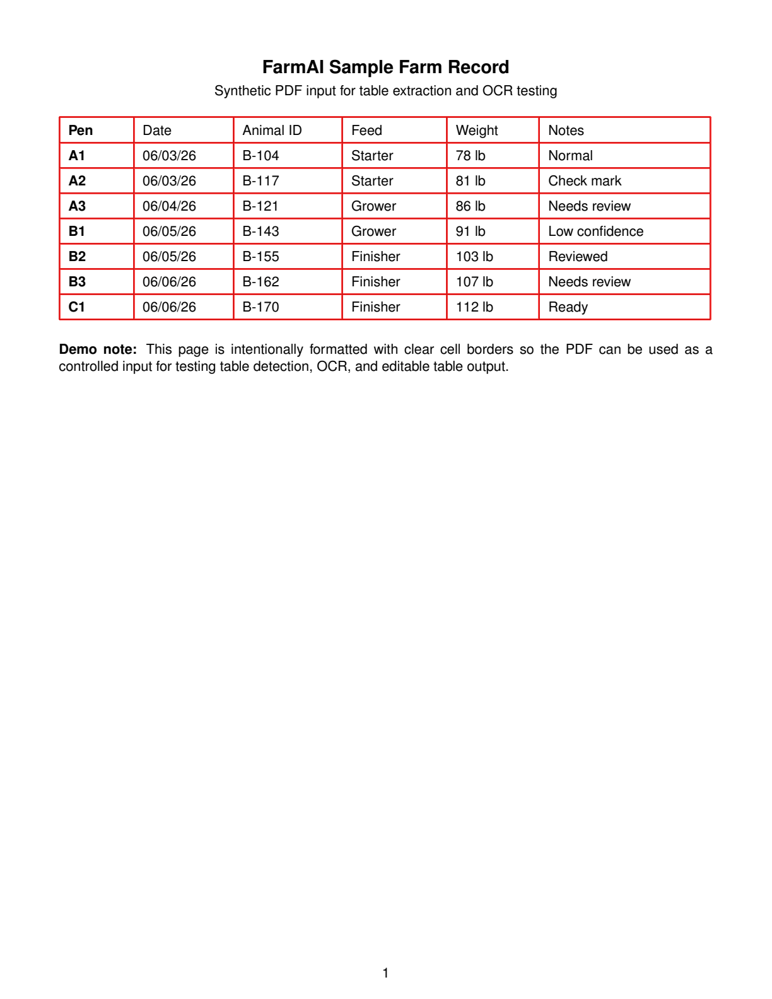 FarmAI Sample Farm Record
Synthetic PDF input for table extraction and OCR testing
Pen Date Animal ID Feed Weight Notes
A1 06/03/26 B-104 Starter 78 lb Normal
A2 06/03/26 B-117 Starter 81 lb Check mark
A3 06/04/26 B-121 Grower 86 lb Needs review
B1 06/05/26 B-143 Grower 91 lb Low confidence
B2 06/05/26 B-155 Finisher 103 lb Reviewed
B3 06/06/26 B-162 Finisher 107 lb Needs review
C1 06/06/26 B-170 Finisher 112 lb Ready
Demo note: This page is intentionally formatted with clear cell borders so the PDF can be used as a
controlled input for testing table detection, OCR, and editable table output.
1